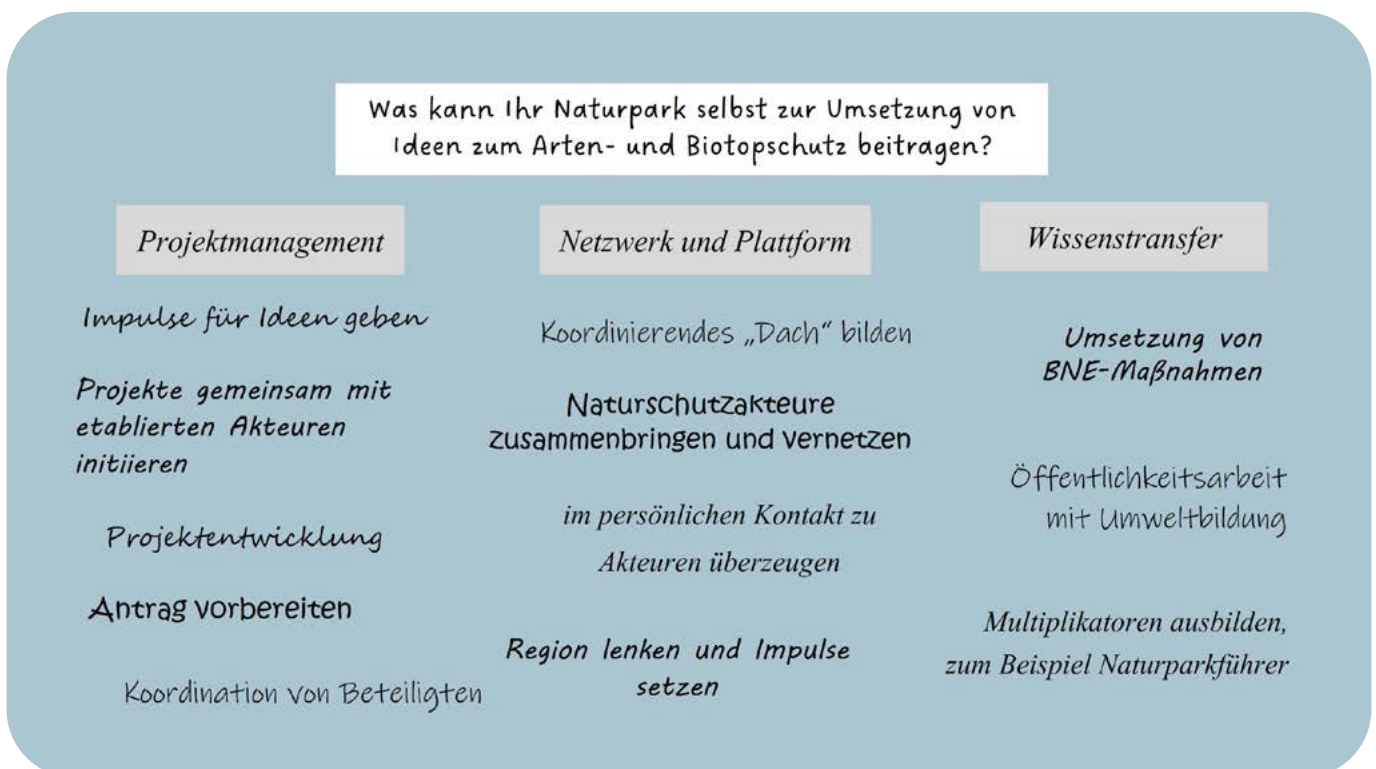 Was kann Ihr Naturpark selbst zur Umsetzung von
Ideen zum Arten- und Biotopschutz beitragen?
Projektmanagement
Impulse für Ideen geben
Projekte gemeinsam mit
etablierten Akteuren
initiieren
Projektentwicklung
Antrag vorbereiten
Koordination von Beteiligten
Netzwerk und Plattform
Koordinierendes „Dach“ bilden
Naturschutzakteure
zusammenbringen und vernetzen
im persönlichen Kontakt zu
Akteuren überzeugen
Region lenken und Impulse
setzen
Wissenstransfer
Umsetzung von
BNE-Maßnahmen
Öffentlichkeitsarbeit
mit Umweltbildung
Multiplikatoren ausbilden,
zum Beispiel Naturparkführer